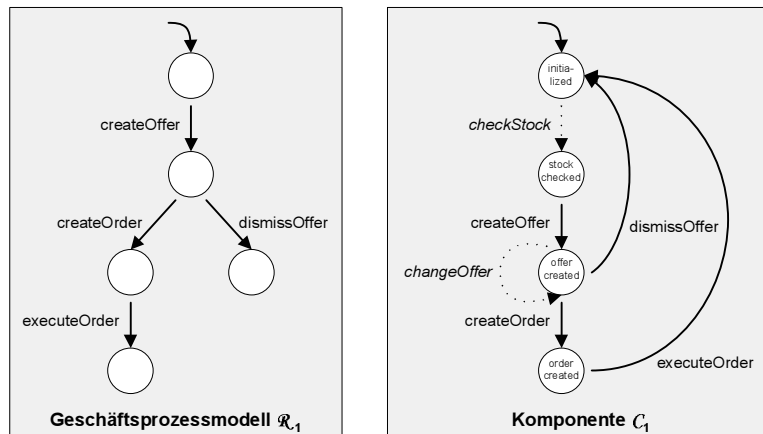 createOffer
createOrder
dismissOffer
executeOrder
Geschäftsprozessmodell R1
initia-
lized
checkStock
stock
checked
createOffer
dismissOffer
changeOffer
offer
created
createOrder
order
created
executeOrder
Komponente C1